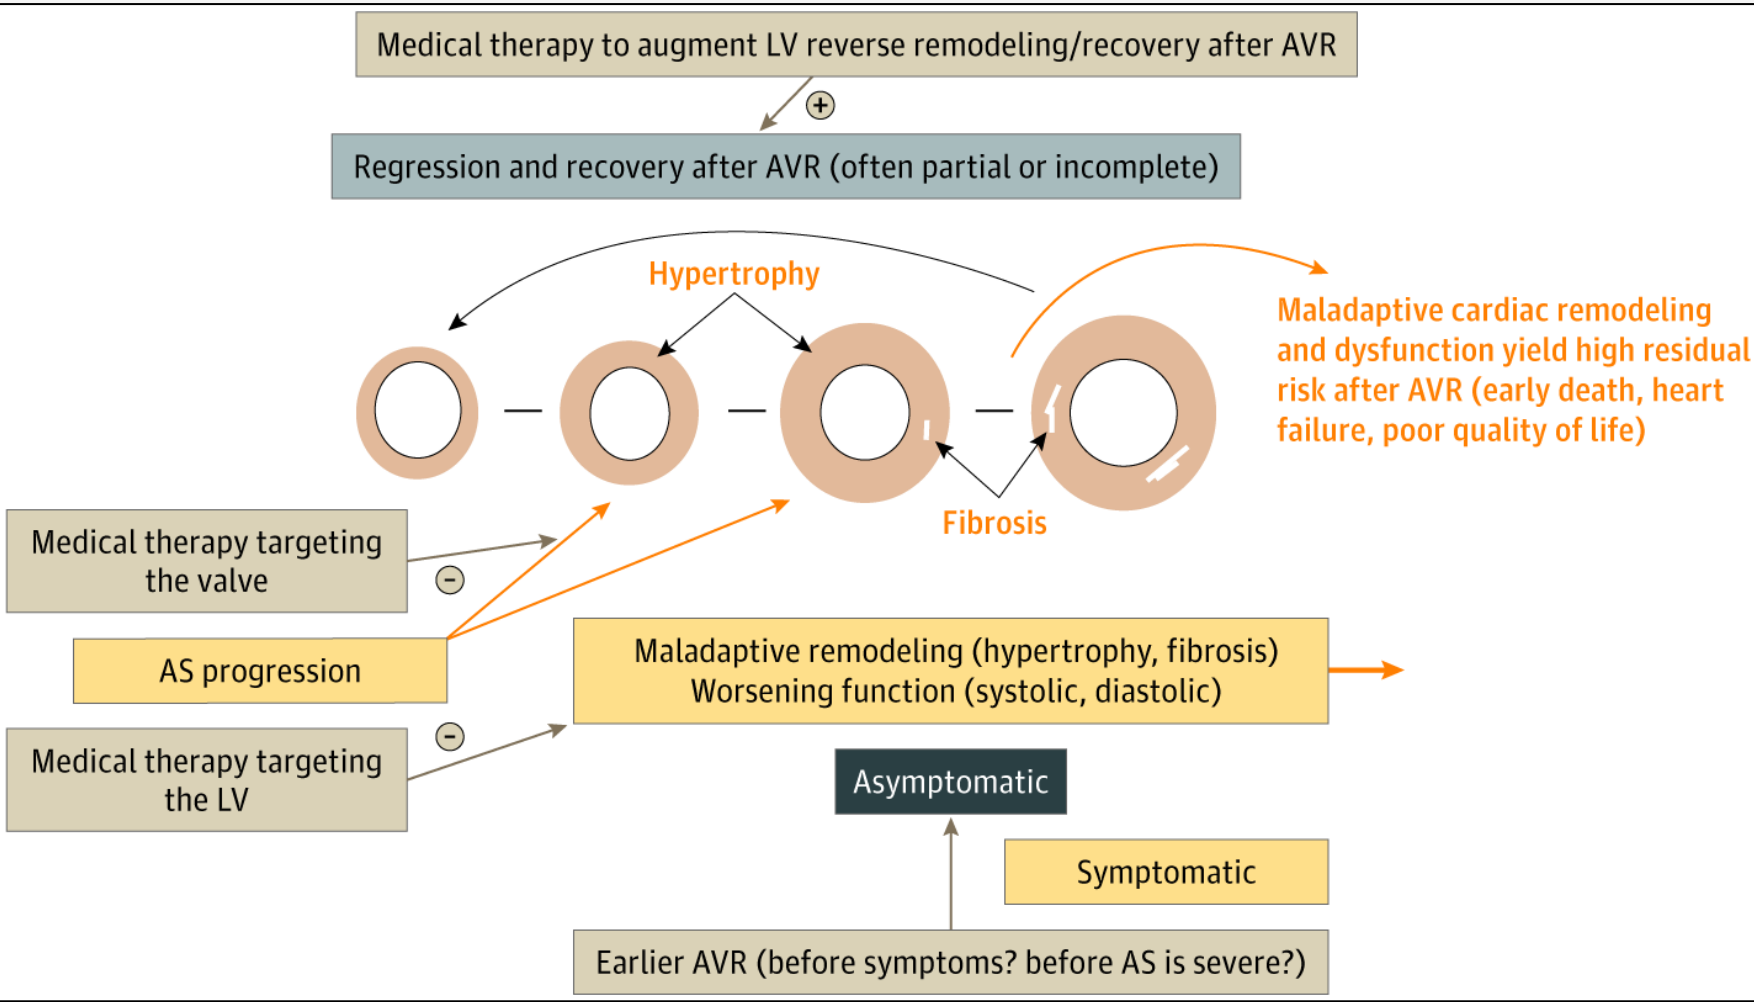 Medical therapy to augment LV reverse remodeling/recovery after AVR
+
Regression and recovery after AVR (often partial or incomplete)
Hypertrophy
Maladaptive cardiac remodeling
and dysfunction yield high residual
risk after AVR (early death, heart
failure, poor quality of life)
Fibrosis
Medical therapy targeting
the valve
−
AS progression
Maladaptive remodeling (hypertrophy, fibrosis)
Worsening function (systolic, diastolic)
−
Medical therapy targeting
the LV
Asymptomatic
Symptomatic
Earlier AVR (before symptoms? before AS is severe?)